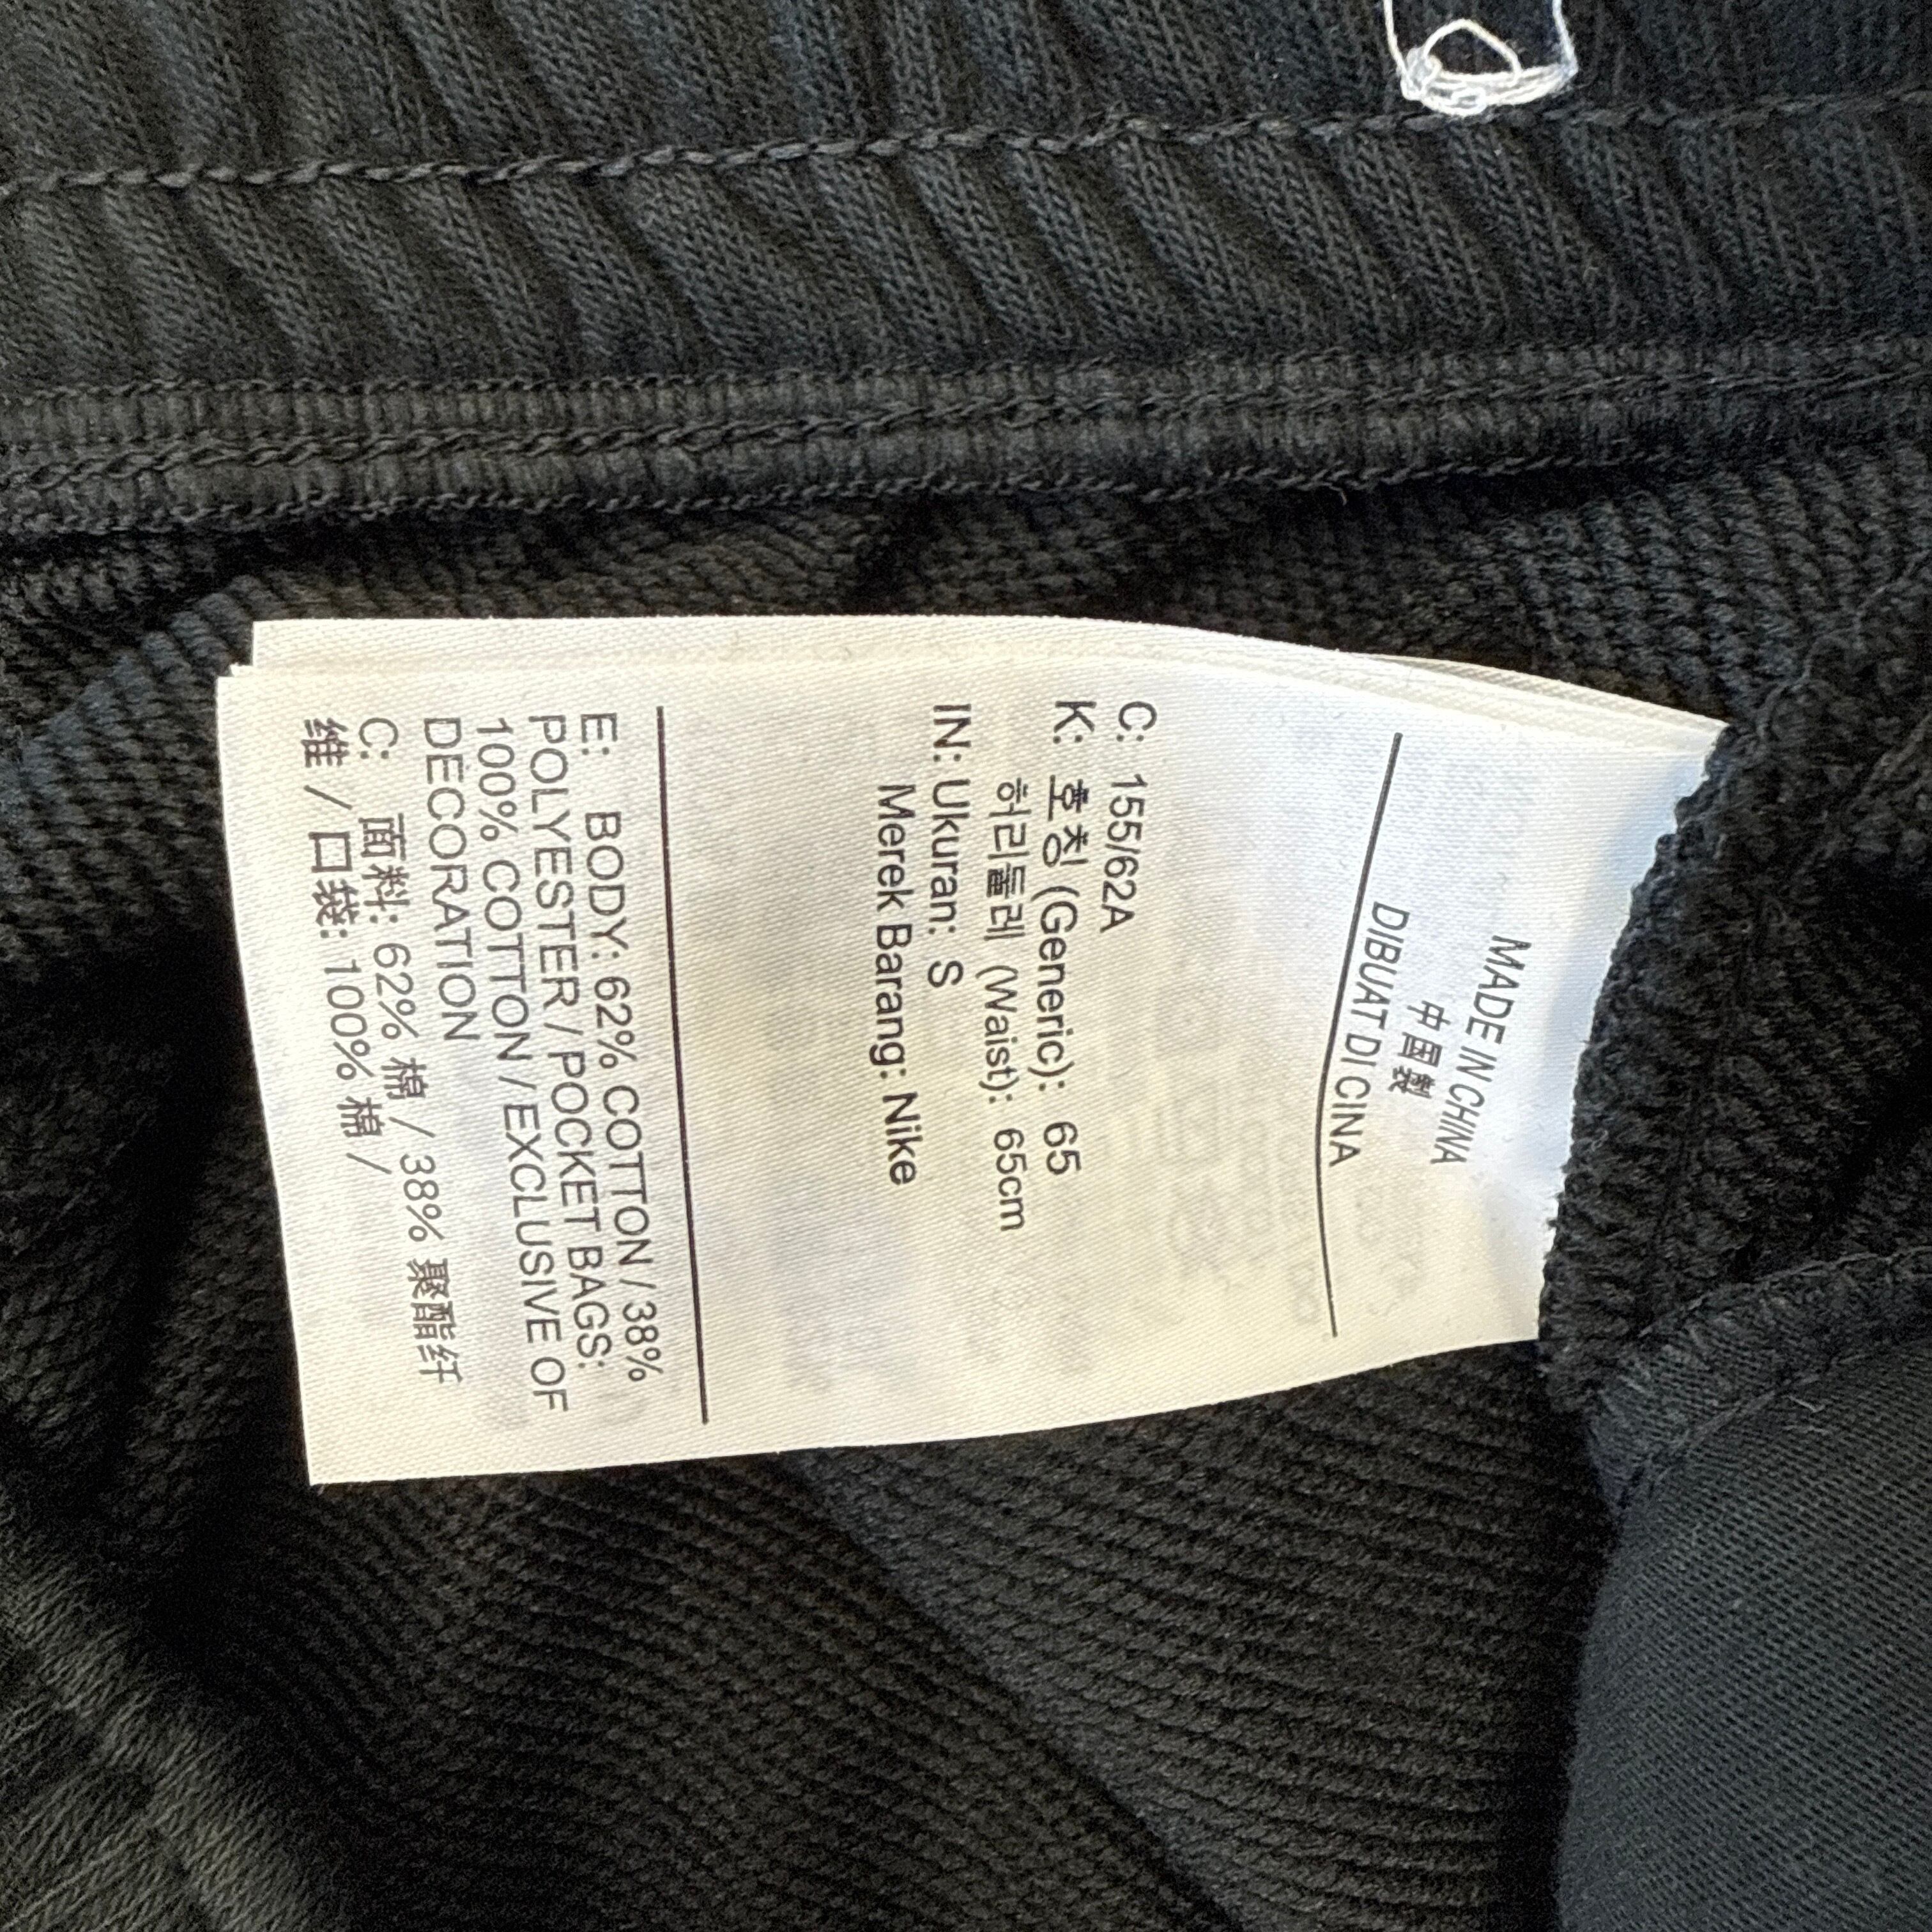 MADE IN CHINA
中国製
DIBUAT DI CINA
C: 155/62A
K: 호칭 (Generic): 65
허리둘레 (Waist): 65cm
IN: Ukuran: S
Merek Barang: Nike
E: BODY: 62% COTTON / 38%
POLYESTER / POCKET BAGS:
100% COTTON / EXCLUSIVE OF
DECORATION
C: 面料: 62% 棉 / 38% 聚酯纤
维 / 口袋: 100% 棉 /